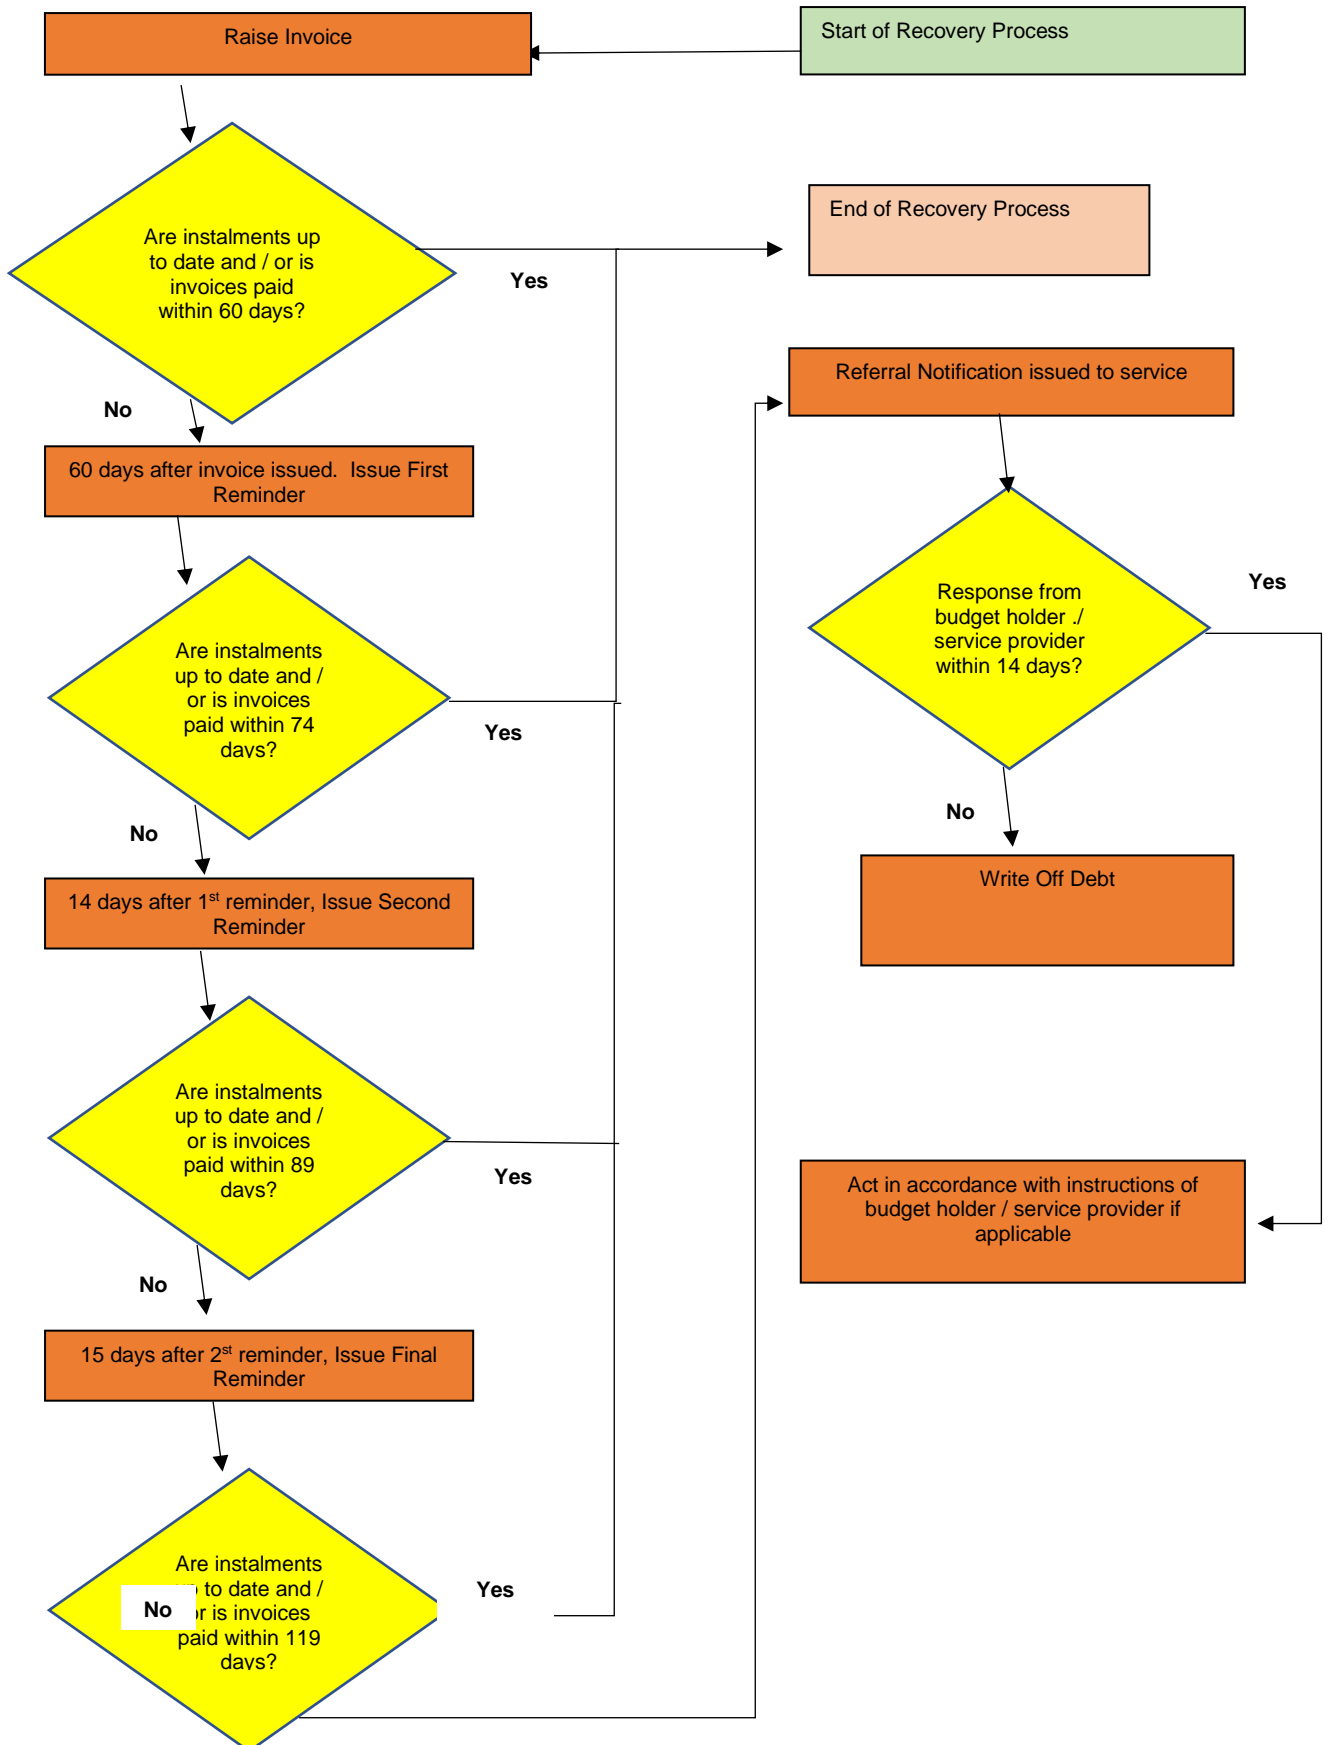 Raise Invoice
Start of Recovery Process
Are instalments up
to date and / or is
invoices paid
within 60 days?
Yes
End of Recovery Process
No
60 days after invoice issued.  Issue First
Reminder
Are instalments
up to date and /
or is invoices
paid within 74
days?
Yes
No
14 days after 1st reminder, Issue Second
Reminder
Are instalments
up to date and /
or is invoices
paid within 89
days?
Yes
No
15 days after 2st reminder, Issue Final
Reminder
Are instalments
up to date and /
or is invoices
paid within 119
days?
Yes
No
Referral Notification issued to service
Response from
budget holder ./
service provider
within 14 days?
Yes
No
Write Off Debt
Act in accordance with instructions of
budget holder / service provider if
applicable